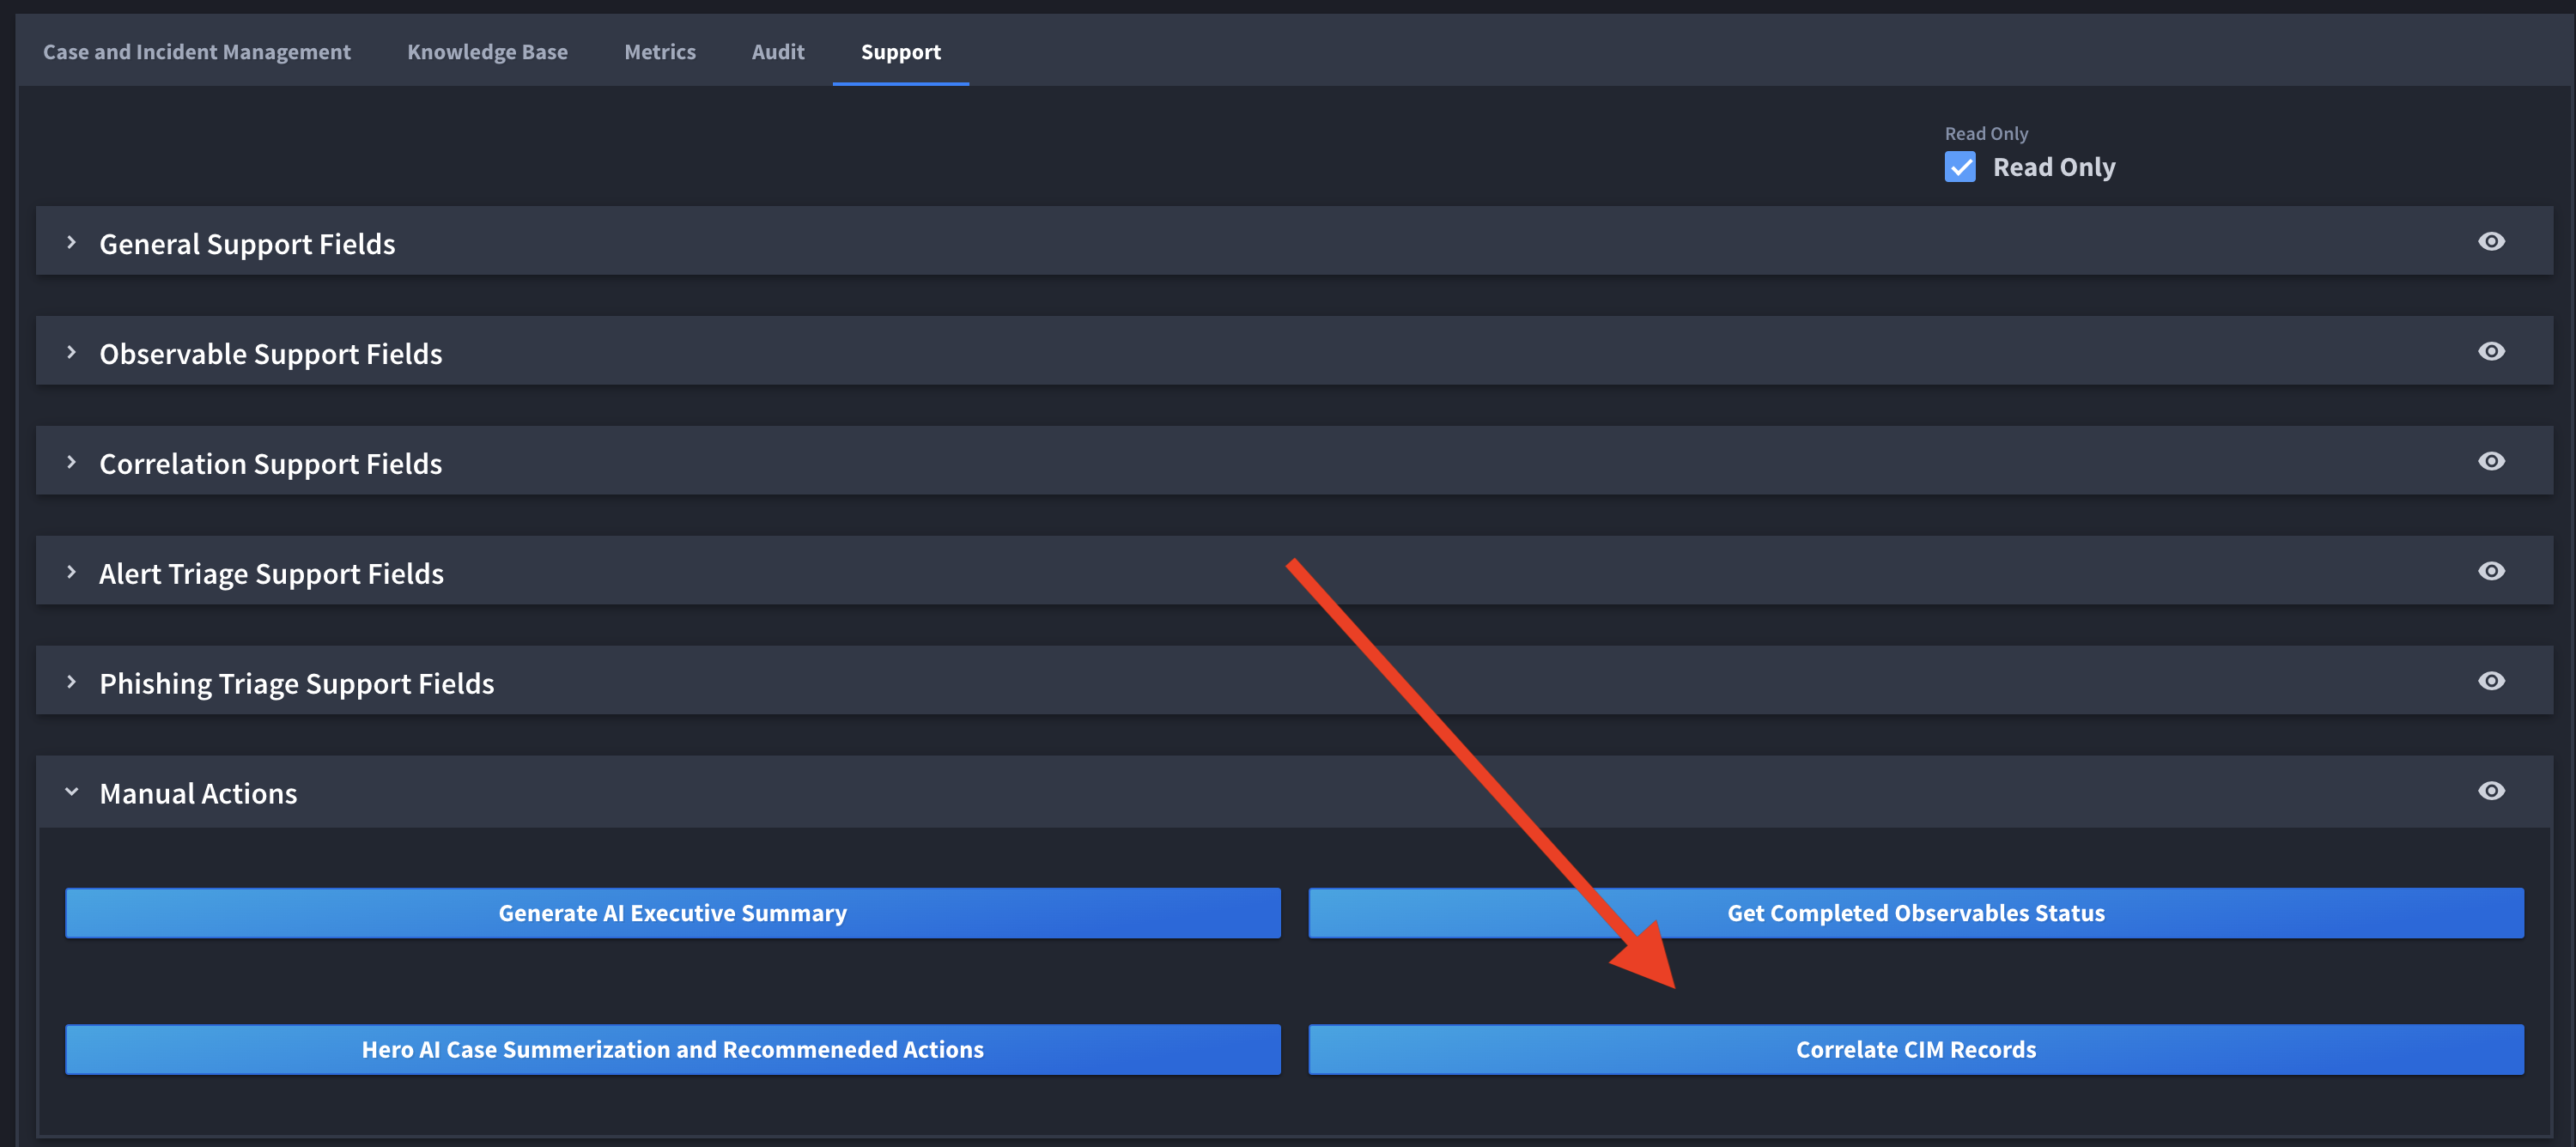 Case and Incident Management Knowledge Base Metrics Audit Support
Read Only
Read Only
General Support Fields
Observable Support Fields
Correlation Support Fields
Alert Triage Support Fields
Phishing Triage Support Fields
Manual Actions
Generate AI Executive Summary Get Completed Observables Status
Hero AI Case Summerization and Recommeneded Actions Correlate CIM Records